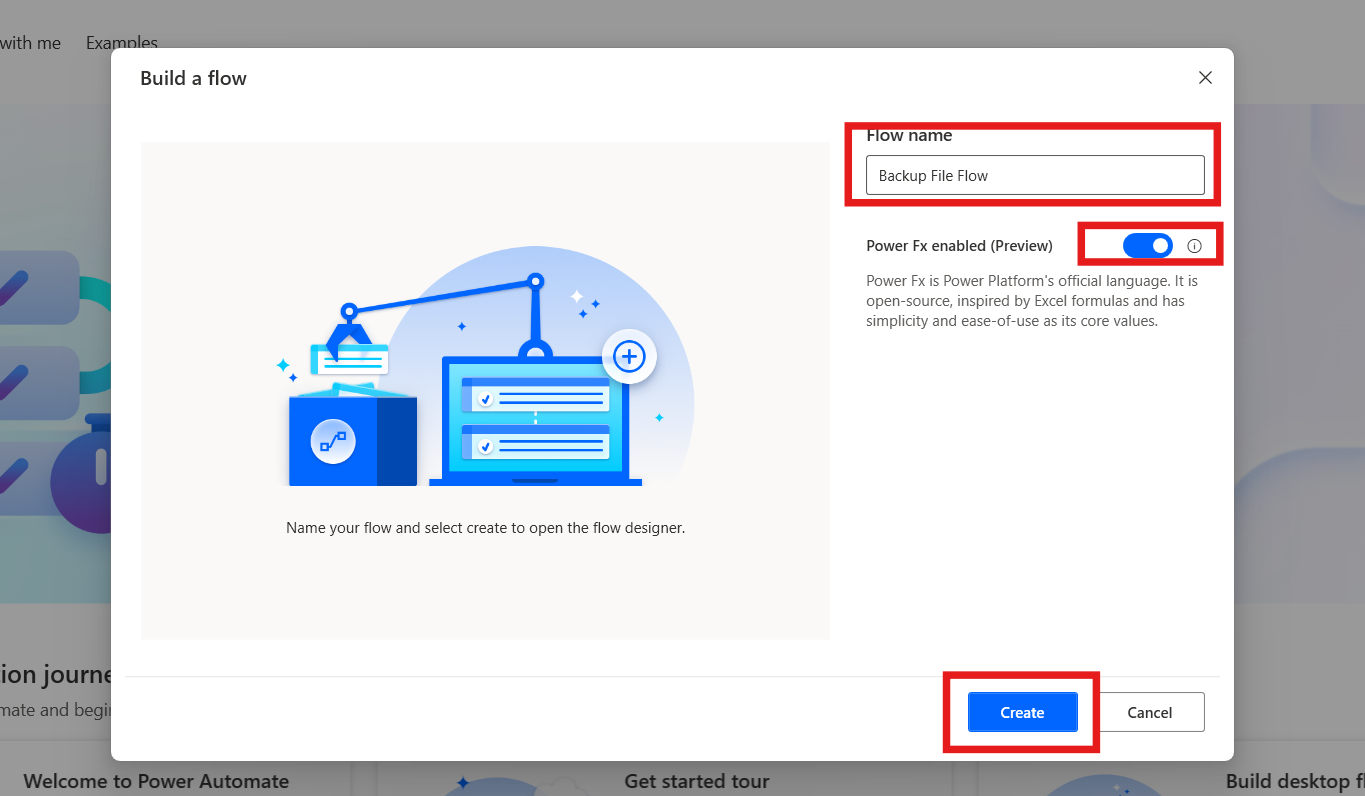 with me Examples
Build a flow
Flow name
Backup File Flow
Power Fx enabled (Preview)
Power Fx is Power Platform's official language. It is
open-source, inspired by Excel formulas and has
simplicity and ease-of-use as its core values.
Name your flow and select create to open the flow designer.
tion journe
mate and begin
Create Cancel
Welcome to Power Automate Get started tour Build desktop fl